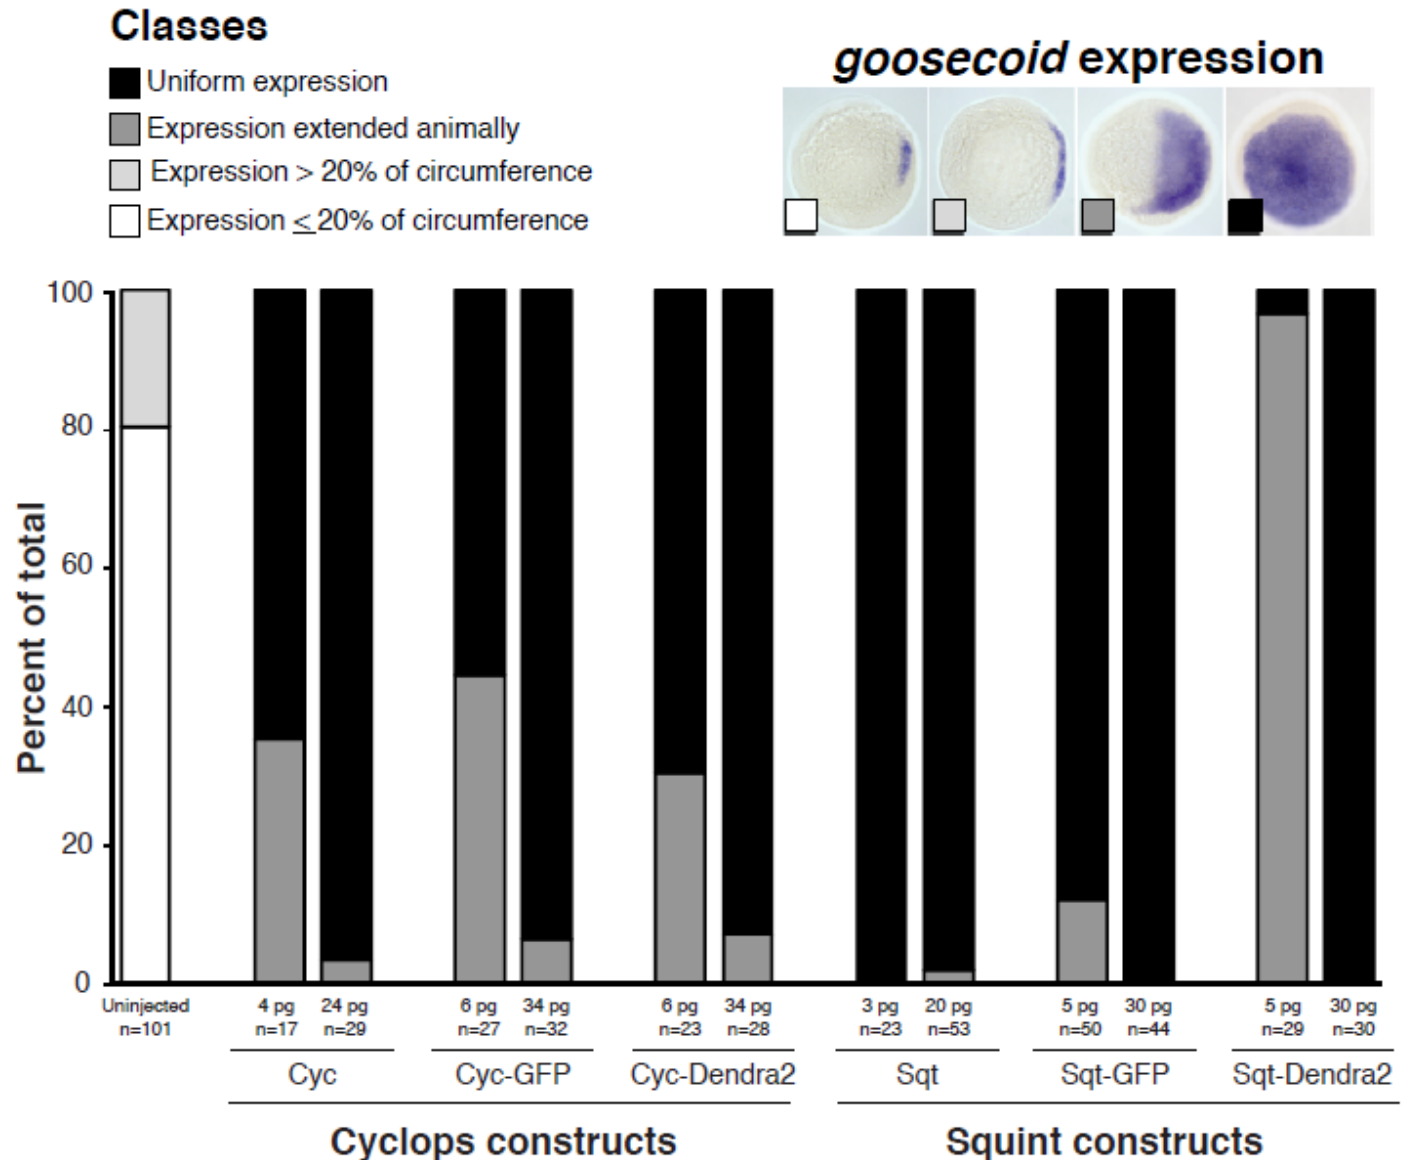 Classes
Uniform expression
Expression extended animally
Expression > 20% of circumference
Expression ≤ 20% of circumference
goosecoid expression
Percent of total
100
80
60
40
20
0
Uninjected 4 pg 24 pg 6 pg 34 pg 6 pg 34 pg 3 pg 20 pg 5 pg 30 pg 5 pg 30 pg
n=101 n=17 n=29 n=27 n=32 n=23 n=28 n=23 n=53 n=50 n=44 n=29 n=30
Cyc Cyc-GFP Cyc-Dendra2 Sqt Sqt-GFP Sqt-Dendra2
Cyclops constructs Squint constructs